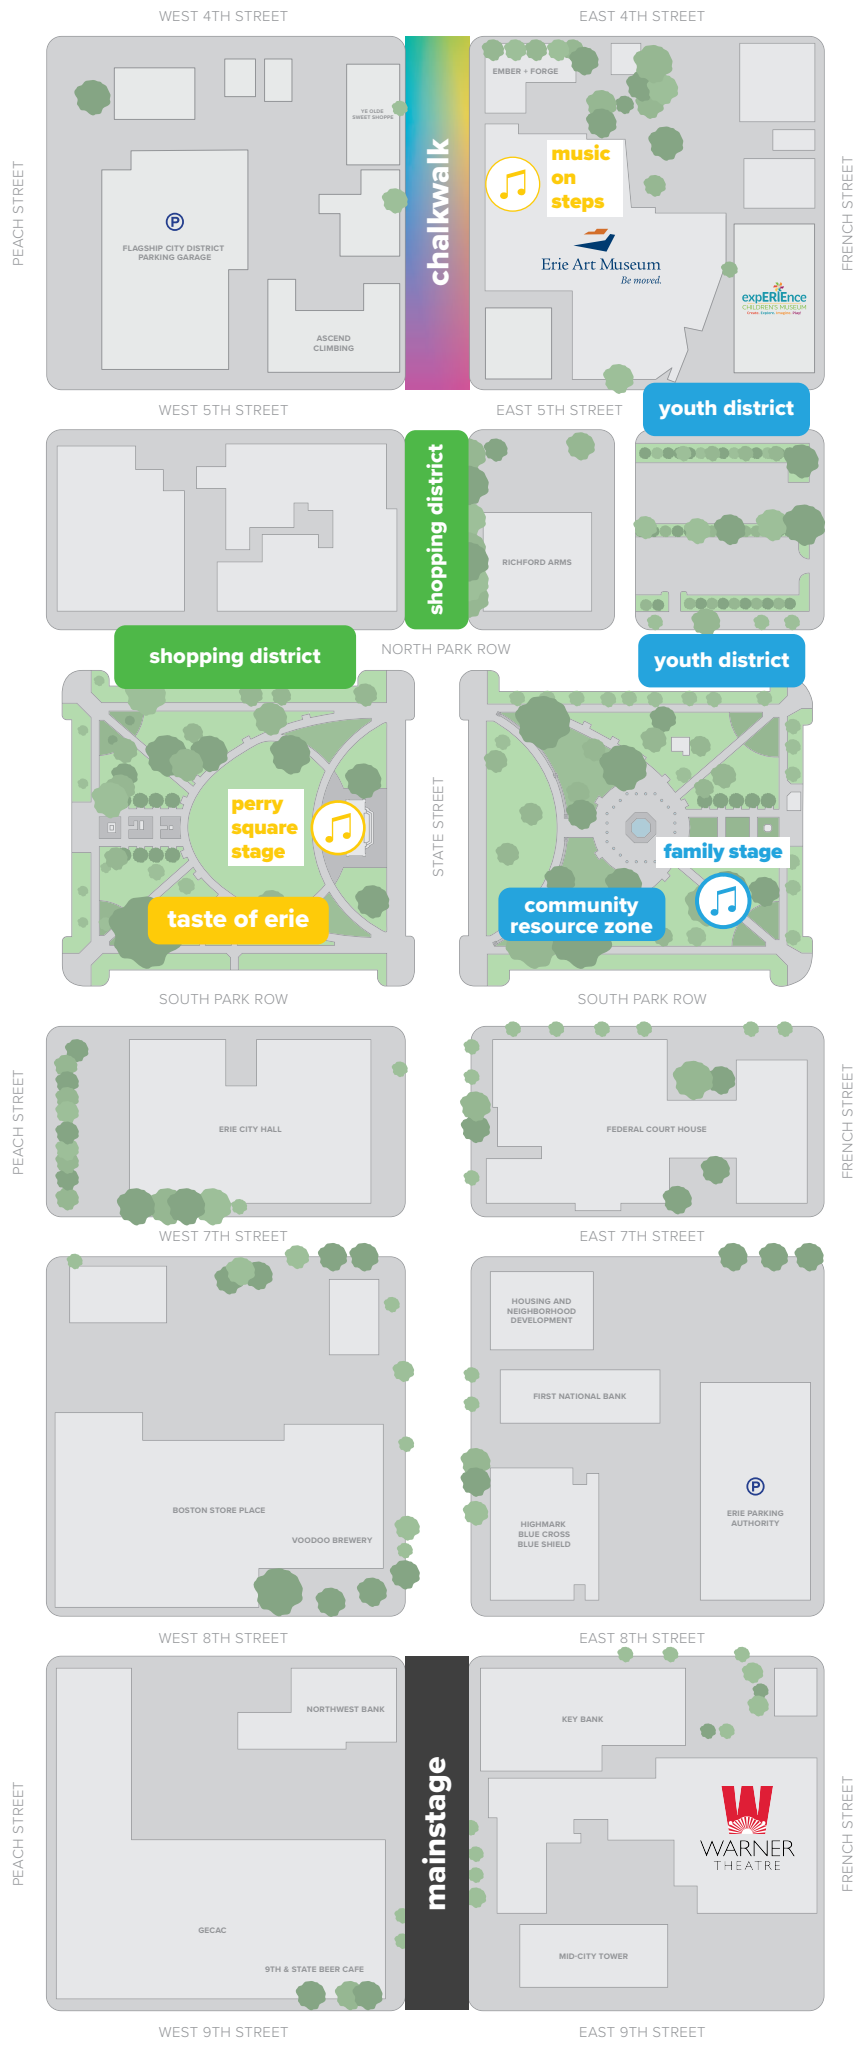 WEST 4TH STREET
EAST 4TH STREET
EMBER + FORGE
YE OLDE
SWEET SHOPPE
PEACH STREET
P
FLAGSHIP CITY DISTRICT
PARKING GARAGE
ASCEND
CLIMBING
chalkwalk
music
on
steps
Erie Art Museum
Be moved.
expERIEnce
CHILDREN'S MUSEUM
Create. Explore. Imagine. Play!
FRENCH STREET
WEST 5TH STREET
EAST 5TH STREET
youth district
shopping district
RICHFORD ARMS
shopping district
NORTH PARK ROW
youth district
perry
square
stage
STATE STREET
family stage
taste of erie
community
resource zone
SOUTH PARK ROW
SOUTH PARK ROW
PEACH STREET
ERIE CITY HALL
FEDERAL COURT HOUSE
FRENCH STREET
WEST 7TH STREET
EAST 7TH STREET
HOUSING AND
NEIGHBORHOOD
DEVELOPMENT
FIRST NATIONAL BANK
BOSTON STORE PLACE
VOODOO BREWERY
HIGHMARK
BLUE CROSS
BLUE SHIELD
P
ERIE PARKING
AUTHORITY
WEST 8TH STREET
EAST 8TH STREET
NORTHWEST BANK
KEY BANK
PEACH STREET
mainstage
W
WARNER
THEATRE
FRENCH STREET
GECAC
9TH & STATE BEER CAFE
MID-CITY TOWER
WEST 9TH STREET
EAST 9TH STREET